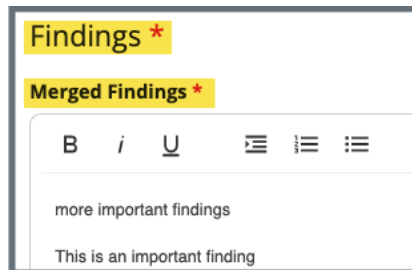 Findings *
Merged Findings *
B i U
more important findings
This is an important finding